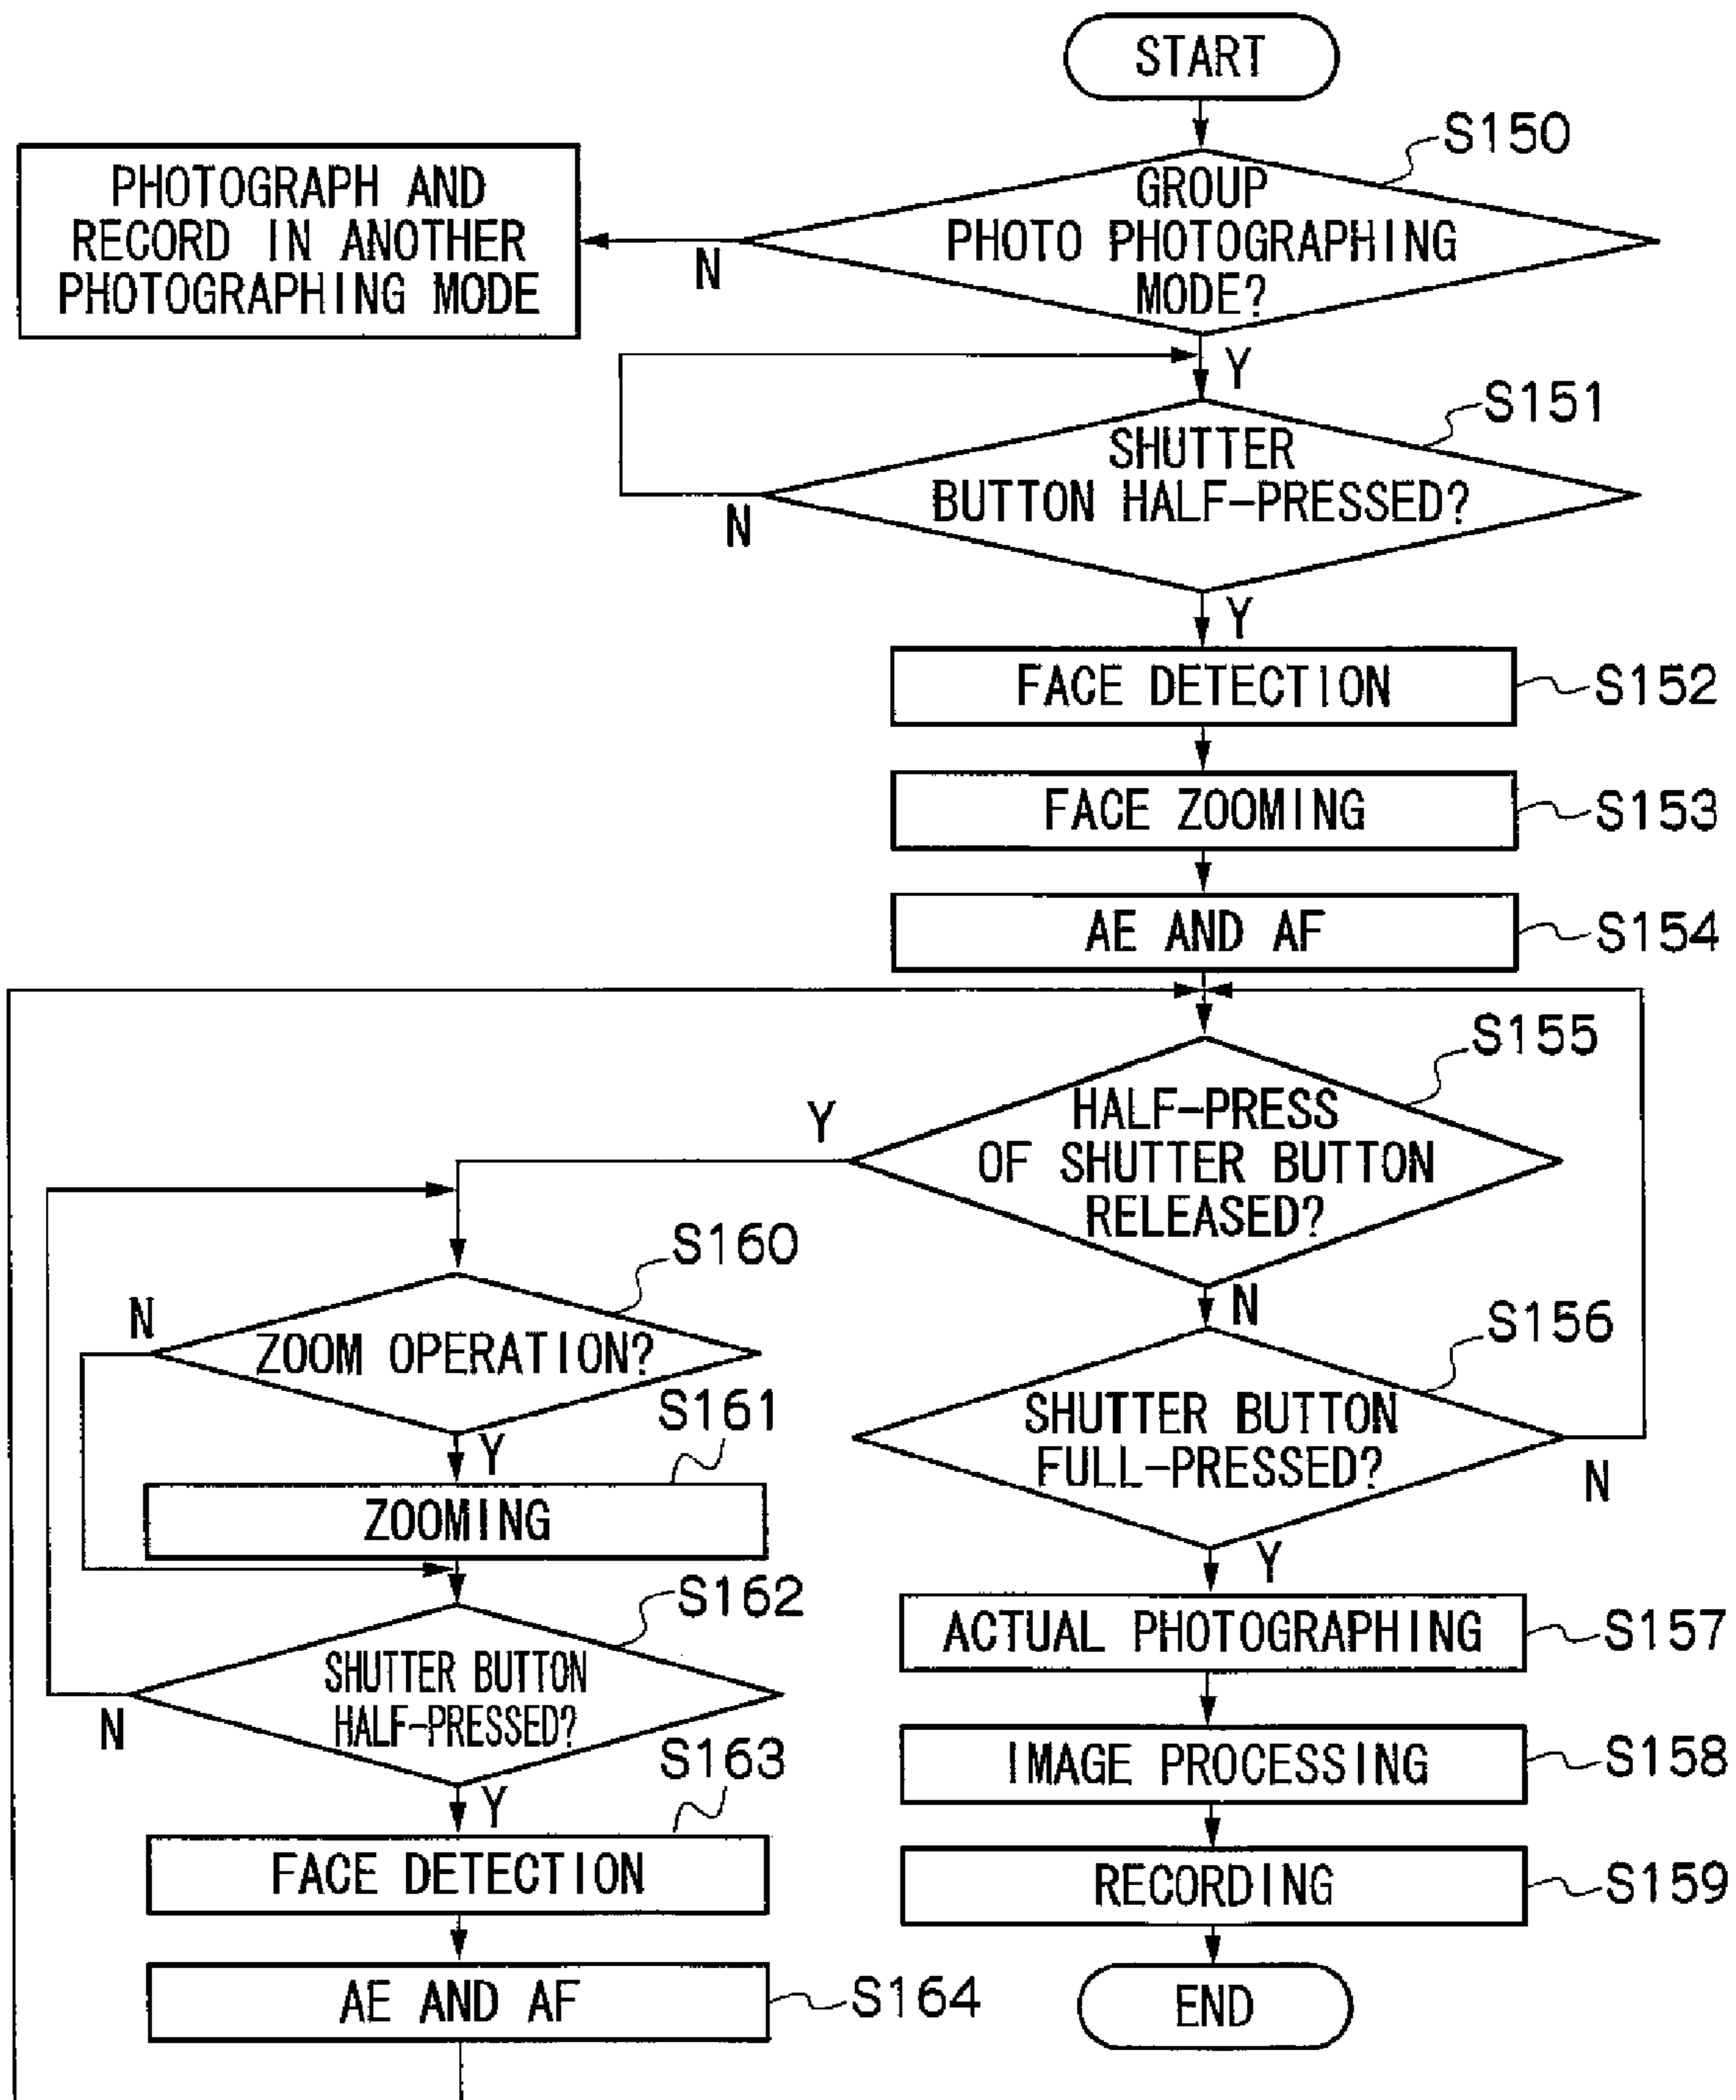 START
S150
GROUP
PHOTO PHOTOGRAPHING
MODE?
PHOTOGRAPH AND
RECORD IN ANOTHER
PHOTOGRAPHING MODE
N
Y
S151
SHUTTER
BUTTON HALF-PRESSED?
N
Y
FACE DETECTION
S152
FACE ZOOMING
S153
AE AND AF
S154
S155
HALF-PRESS
OF SHUTTER BUTTON
RELEASED?
Y
N
S156
SHUTTER BUTTON
FULL-PRESSED?
N
Y
ACTUAL PHOTOGRAPHING
S157
IMAGE PROCESSING
S158
RECORDING
S159
END
S160
ZOOM OPERATION?
N
Y
S161
ZOOMING
S162
SHUTTER BUTTON
HALF-PRESSED?
N
Y
S163
FACE DETECTION
AE AND AF
S164